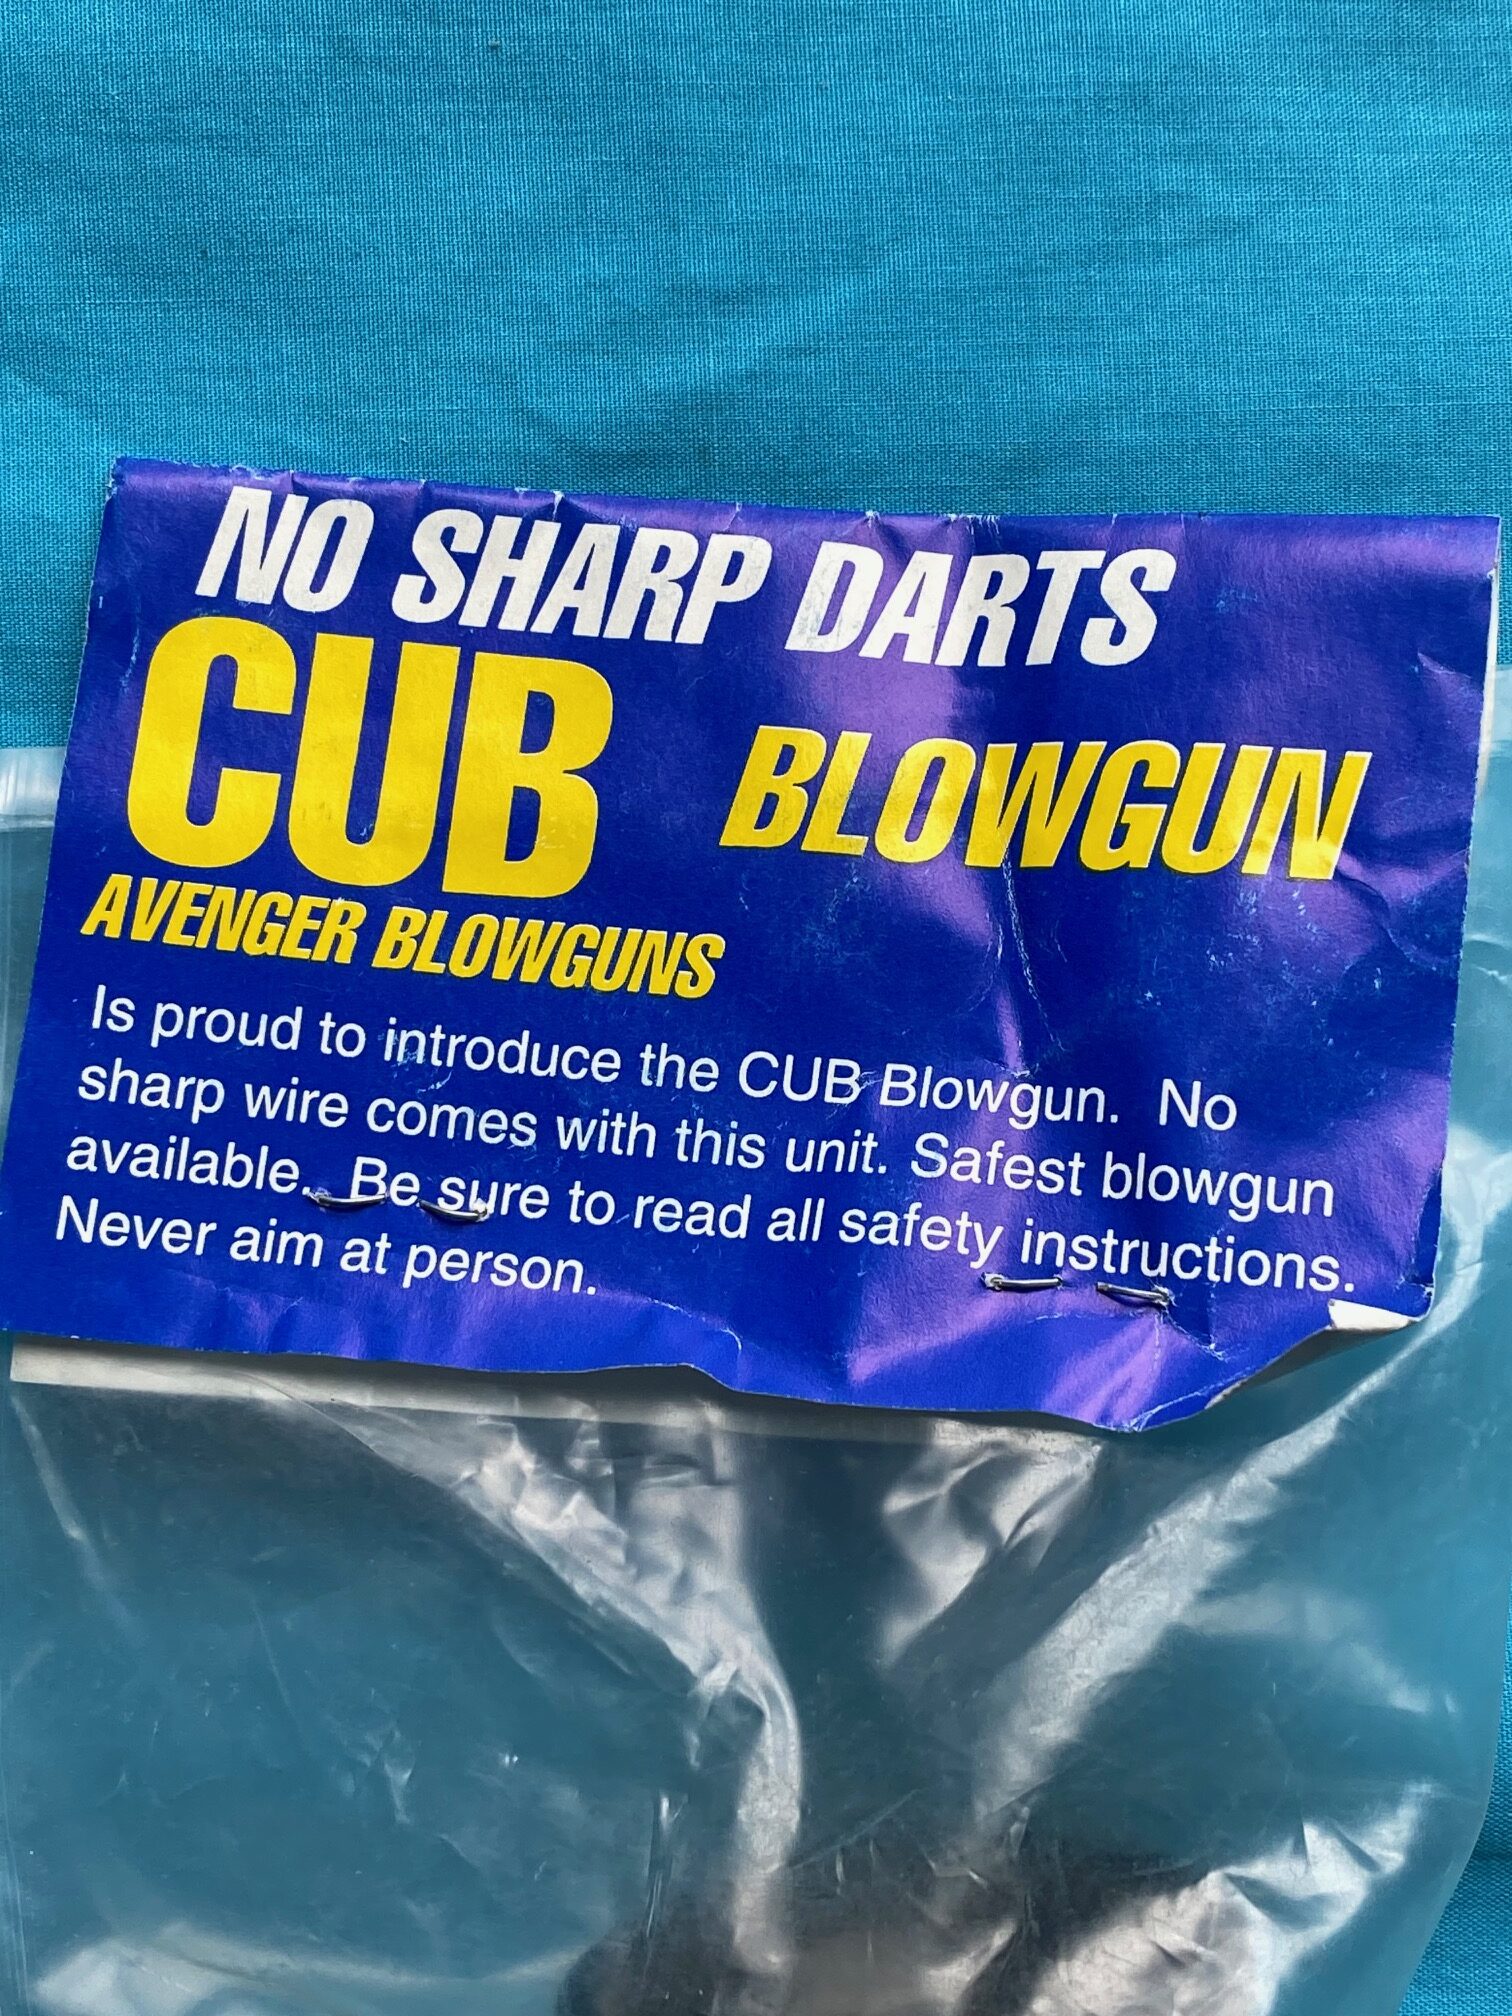 NO SHARP DARTS
CUB BLOWGUN
AVENGER BLOWGUNS
Is proud to introduce the CUB Blowgun. No
sharp wire comes with this unit. Safest blowgun
available. Be sure to read all safety instructions.
Never aim at person.